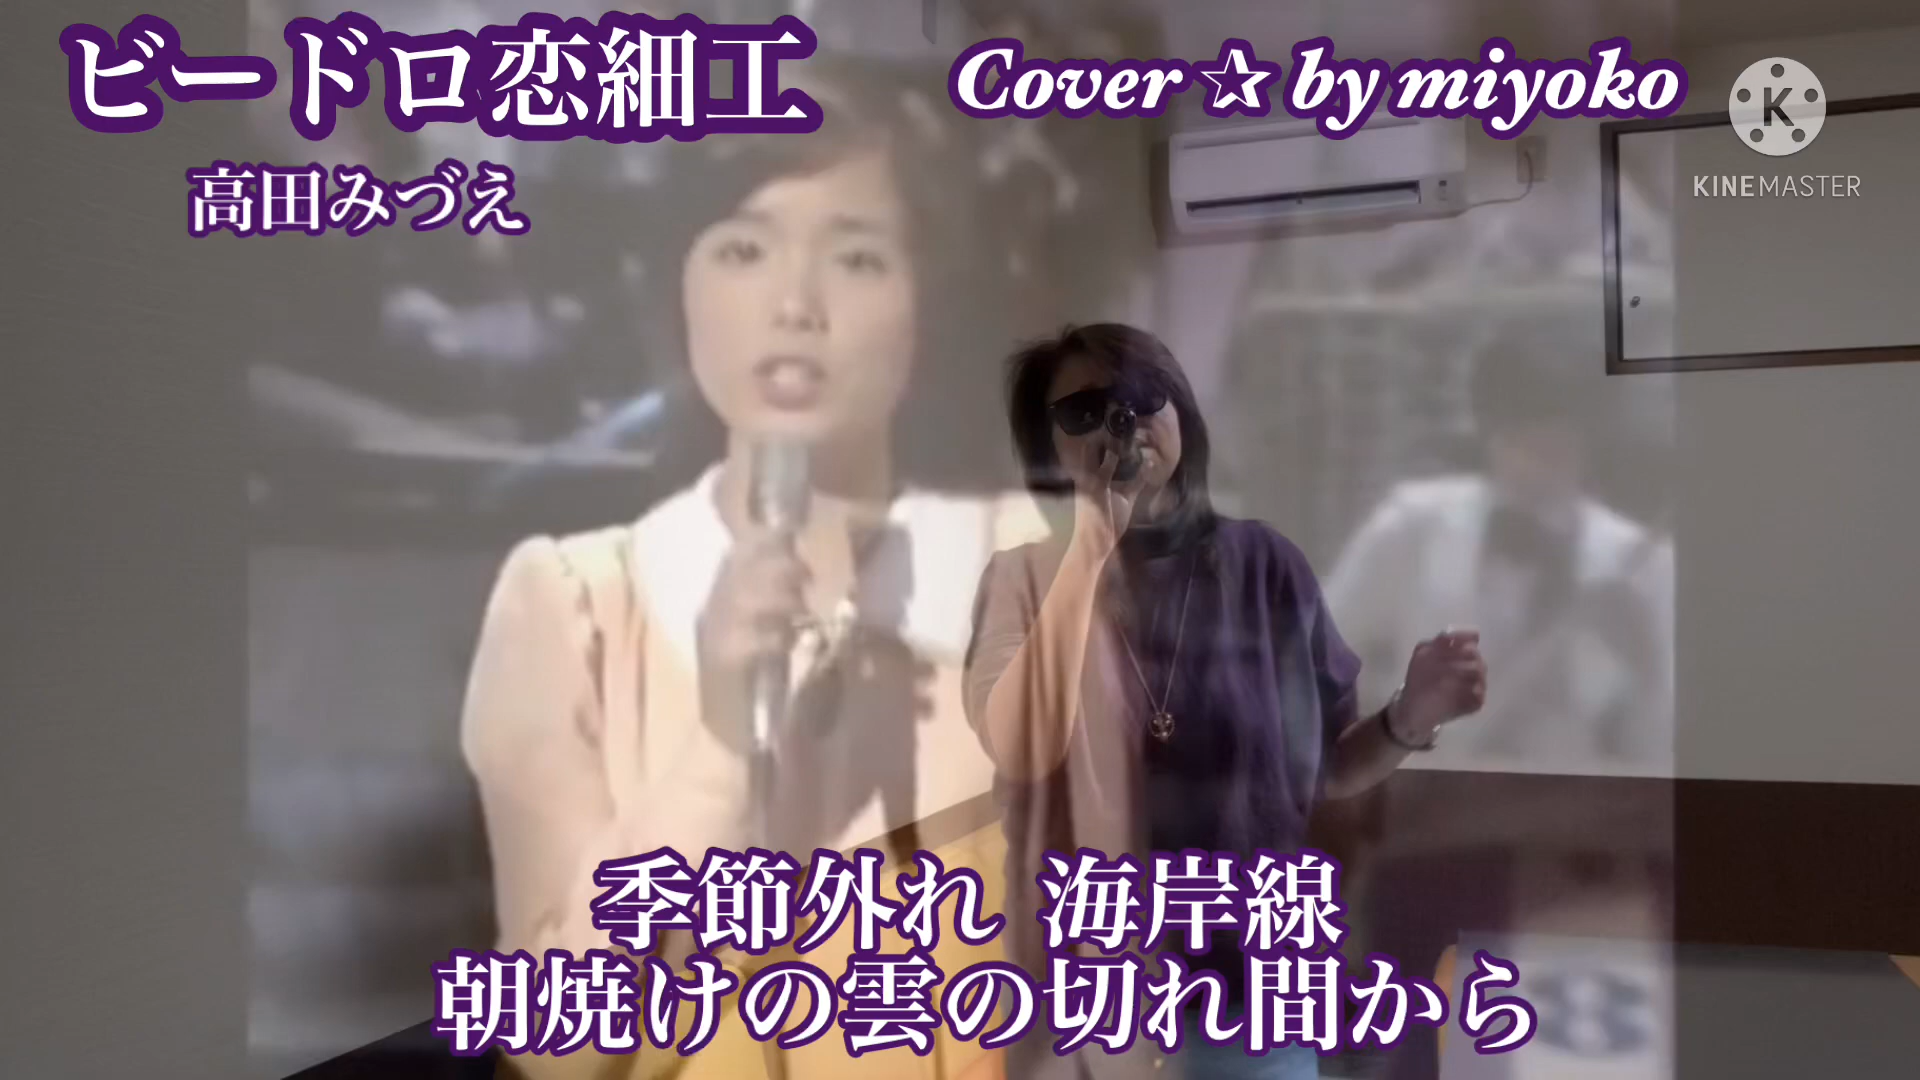 ビードロ恋細工
Cover ☆ by miyoko
高田みづえ
K
KINEMASTER
季節外れ 海岸線
朝焼けの雲の切れ間から